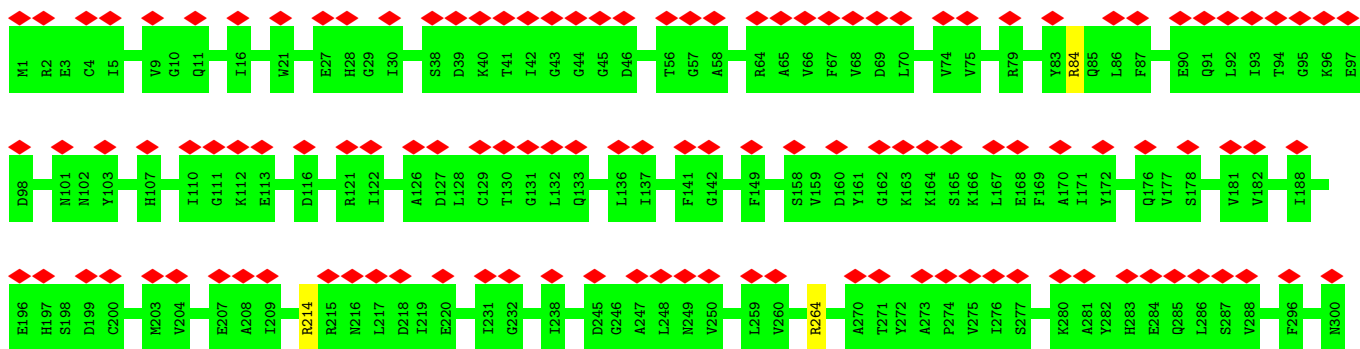 M1 R2 E3 C4 I5 V9 G10 Q11 I16 W21 E27 H28 G29 I30 S38 D39 K40 T41 I42 G43 G44 G45 D46 T56 G57 A58 R64 A65 V66 F67 V68 D69 L70 V74 V75 R79 Y83 R84 Q85 L86 F87 E90 Q91 L92 I93 T94 G95 K96 E97
D98 N101 N102 Y103 H107 I110 G111 K112 E113 D116 R121 I122 A126 D127 L128 C129 T130 G131 L132 Q133 L136 I137 F141 G142 F149 S158 V159 D160 Y161 G162 K163 K164 S165 K166 L167 E168 F169 A170 I171 Y172 Q176 V177 S178 V181 V182 I188
E196 H197 S198 D199 C200 M203 V204 E207 A208 I209 R214 R215 N216 L217 D218 I219 E220 I231 G232 I238 D245 G246 A247 L248 N249 V250 L259 V260 R264 A270 T271 Y272 A273 P274 V275 I276 S277 K280 A281 Y282 H283 E284 Q285 L286 S287 V288 F296 N300